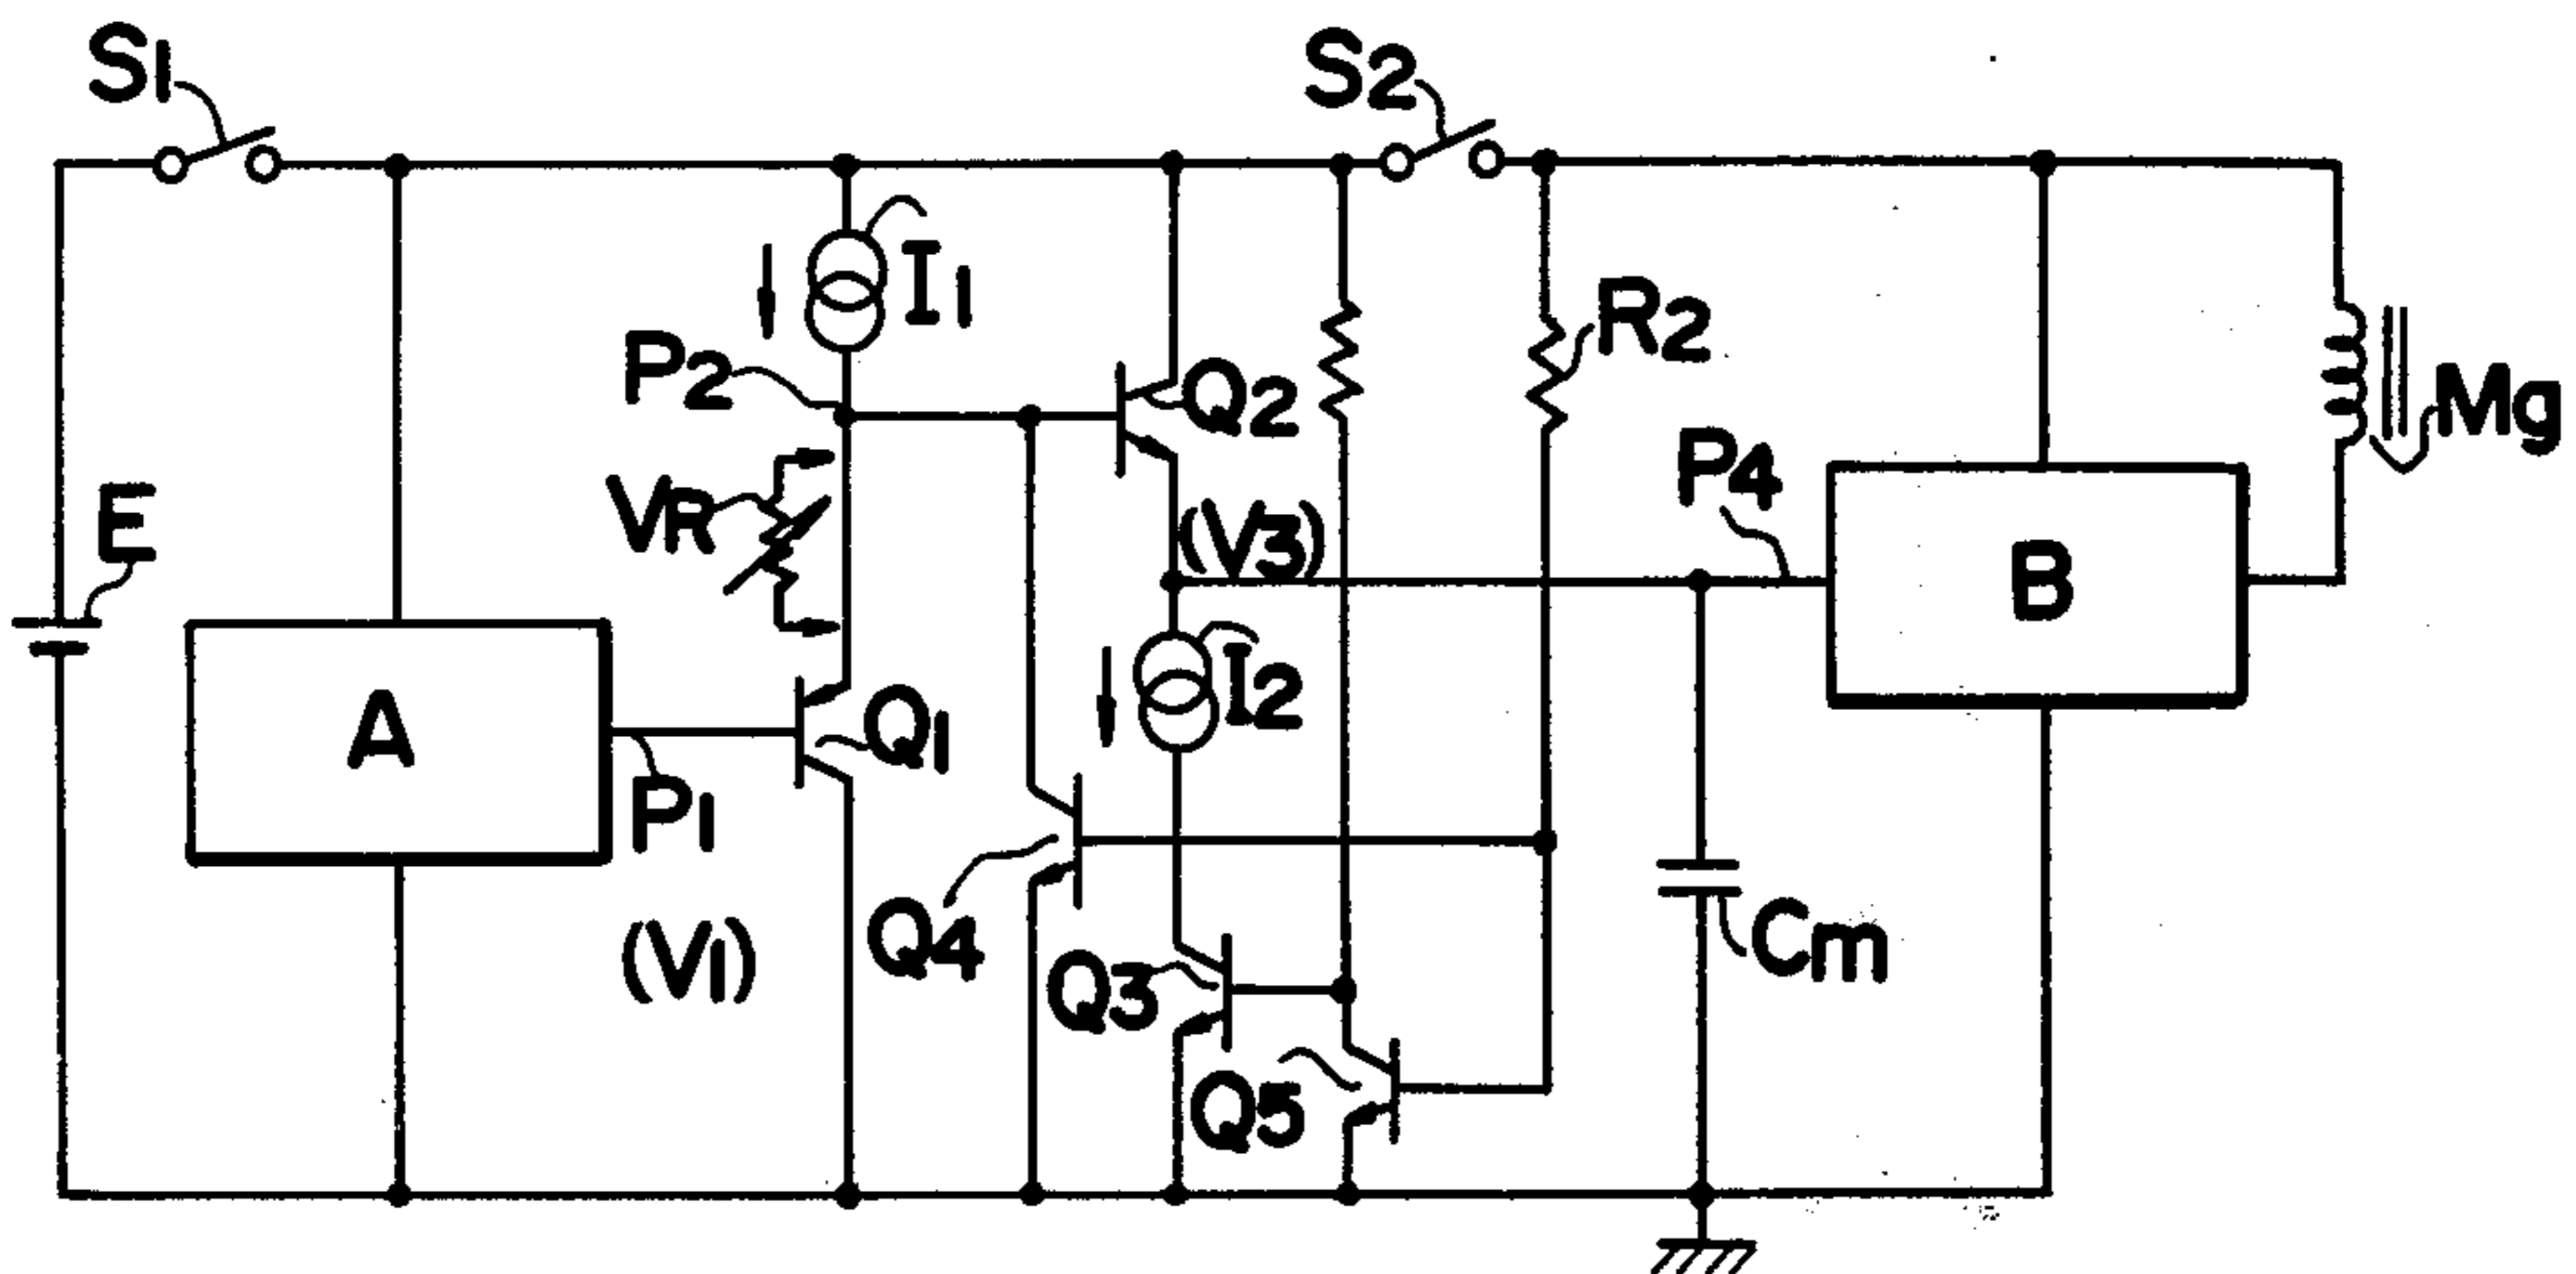 S1
S2
I1
P2
R2
Q2
Mg
P4
E
VR
(V3)
B
I2
A
Q1
P1
Q4
(V1)
Cm
Q3
Q5